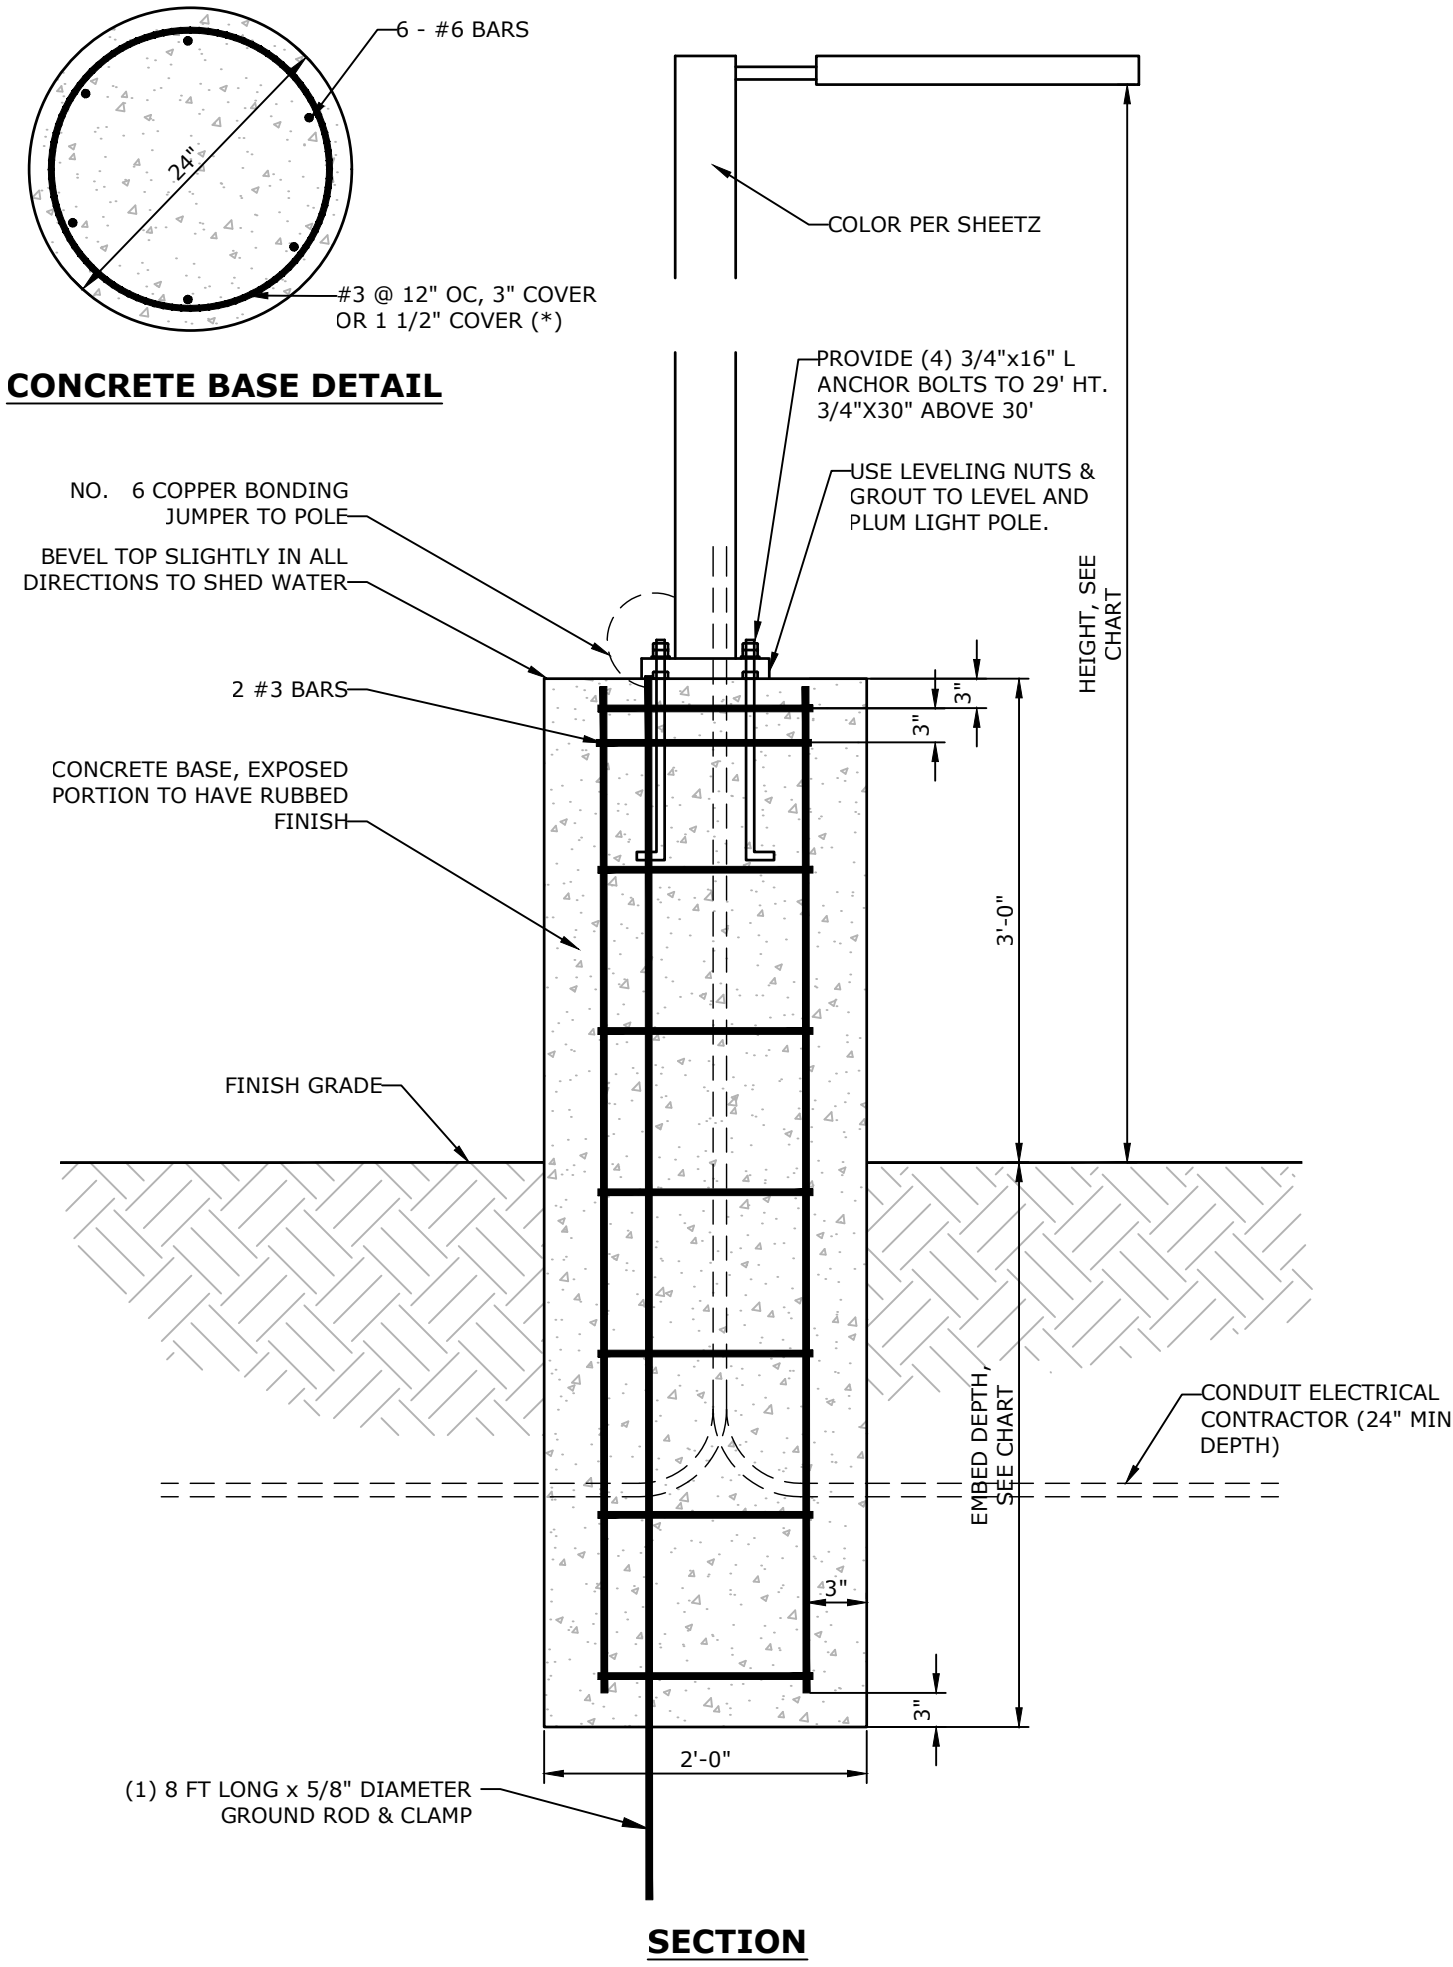 6 - #6 BARS
24"
#3 @ 12" OC, 3" COVER
OR 1 1/2" COVER (*)
CONCRETE BASE DETAIL
COLOR PER SHEETZ
PROVIDE (4) 3/4"x16" L
ANCHOR BOLTS TO 29' HT.
3/4"X30" ABOVE 30'
USE LEVELING NUTS &
GROUT TO LEVEL AND
PLUM LIGHT POLE.
NO. 6 COPPER BONDING
JUMPER TO POLE
BEVEL TOP SLIGHTLY IN ALL
DIRECTIONS TO SHED WATER
2 #3 BARS
CONCRETE BASE, EXPOSED
PORTION TO HAVE RUBBED
FINISH
HEIGHT, SEE
CHART
3"
3"
3'-0"
FINISH GRADE
EMBED DEPTH,
SEE CHART
CONDUIT ELECTRICAL
CONTRACTOR (24" MIN
DEPTH)
3"
3"
2'-0"
(1) 8 FT LONG x 5/8" DIAMETER
GROUND ROD & CLAMP
SECTION